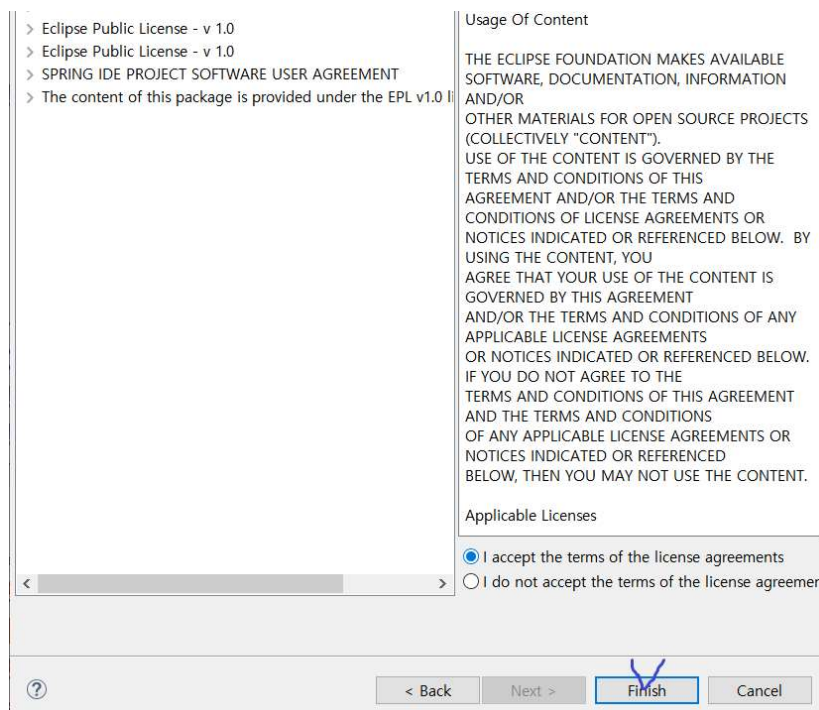 Eclipse Public License - v 1.0
Eclipse Public License - v 1.0
SPRING IDE PROJECT SOFTWARE USER AGREEMENT
The content of this package is provided under the EPL v1.0 li
Usage Of Content
THE ECLIPSE FOUNDATION MAKES AVAILABLE
SOFTWARE, DOCUMENTATION, INFORMATION
AND/OR
OTHER MATERIALS FOR OPEN SOURCE PROJECTS
(COLLECTIVELY "CONTENT").
USE OF THE CONTENT IS GOVERNED BY THE
TERMS AND CONDITIONS OF THIS
AGREEMENT AND/OR THE TERMS AND
CONDITIONS OF LICENSE AGREEMENTS OR
NOTICES INDICATED OR REFERENCED BELOW.  BY
USING THE CONTENT, YOU
AGREE THAT YOUR USE OF THE CONTENT IS
GOVERNED BY THIS AGREEMENT
AND/OR THE TERMS AND CONDITIONS OF ANY
APPLICABLE LICENSE AGREEMENTS
OR NOTICES INDICATED OR REFERENCED BELOW.
IF YOU DO NOT AGREE TO THE
TERMS AND CONDITIONS OF THIS AGREEMENT
AND THE TERMS AND CONDITIONS
OF ANY APPLICABLE LICENSE AGREEMENTS OR
NOTICES INDICATED OR REFERENCED
BELOW, THEN YOU MAY NOT USE THE CONTENT.
Applicable Licenses
I accept the terms of the license agreements
I do not accept the terms of the license agreemen
< Back
Next >
Finish
Cancel